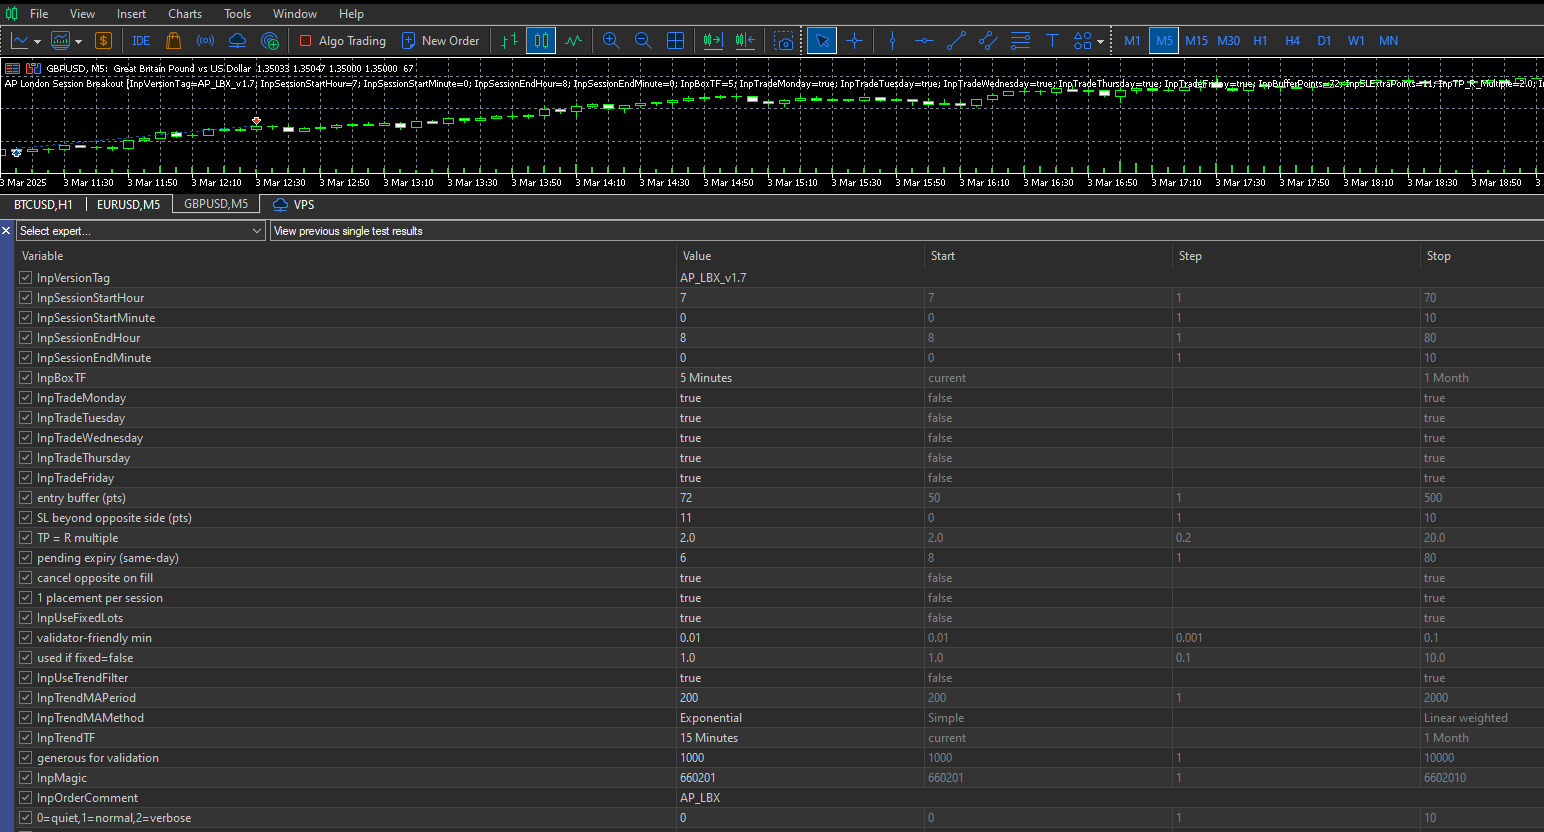 File View Insert Charts Tools Window Help
IDE Algo Trading New Order M1 M5 M15 M30 H1 H4 D1 W1 MN
GBPUSD, M5: Great Britain Pound vs US Dollar 1.35033 1.35047 1.35000 1.35000 67
AP London Session Breakout [InpVersionTag=AP_LBX_v1.7; InpSessionStartHour=7; InpSessionStartMinute=0; InpSessionEndHour=8; InpSessionEndMinute=0; InpBoxTF=5; InpTradeMonday=true; InpTradeTuesday=true; InpTradeWednesday=true; InpTradeThursday=true; InpTradeFriday=true; InpBufferPoints=72; InpSLExtraPoints=11; InpTP_R_Multiple=2.0;
3 Mar 2025 3 Mar 11:30 3 Mar 11:50 3 Mar 12:10 3 Mar 12:30 3 Mar 12:50 3 Mar 13:10 3 Mar 13:30 3 Mar 13:50 3 Mar 14:10 3 Mar 14:30 3 Mar 14:50 3 Mar 15:10 3 Mar 15:30 3 Mar 15:50 3 Mar 16:10 3 Mar 16:30 3 Mar 16:50 3 Mar 17:10 3 Mar 17:30 3 Mar 17:50 3 Mar 18:10 3 Mar 18:30 3 Mar 18:50 3
BTCUSD,H1 EURUSD,M5 GBPUSD,M5 VPS
Select expert... View previous single test results
Variable Value Start Step Stop
InpVersionTag AP_LBX_v1.7
InpSessionStartHour 7 7 1 70
InpSessionStartMinute 0 0 1 10
InpSessionEndHour 8 8 1 80
InpSessionEndMinute 0 0 1 10
InpBoxTF 5 Minutes current 1 Month
InpTradeMonday true false true
InpTradeTuesday true false true
InpTradeWednesday true false true
InpTradeThursday true false true
InpTradeFriday true false true
entry buffer (pts) 72 50 1 500
SL beyond opposite side (pts) 11 0 1 10
TP = R multiple 2.0 2.0 0.2 20.0
pending expiry (same-day) 6 8 1 80
cancel opposite on fill true false true
1 placement per session true false true
InpUseFixedLots true false true
validator-friendly min 0.01 0.01 0.001 0.1
used if fixed=false 1.0 1.0 0.1 10.0
InpUseTrendFilter true false true
InpTrendMAPeriod 200 200 1 2000
InpTrendMAMethod Exponential Simple Linear weighted
InpTrendTF 15 Minutes current 1 Month
generous for validation 1000 1000 1 10000
InpMagic 660201 660201 1 6602010
InpOrderComment AP_LBX
0=quiet,1=normal,2=verbose 0 0 1 10